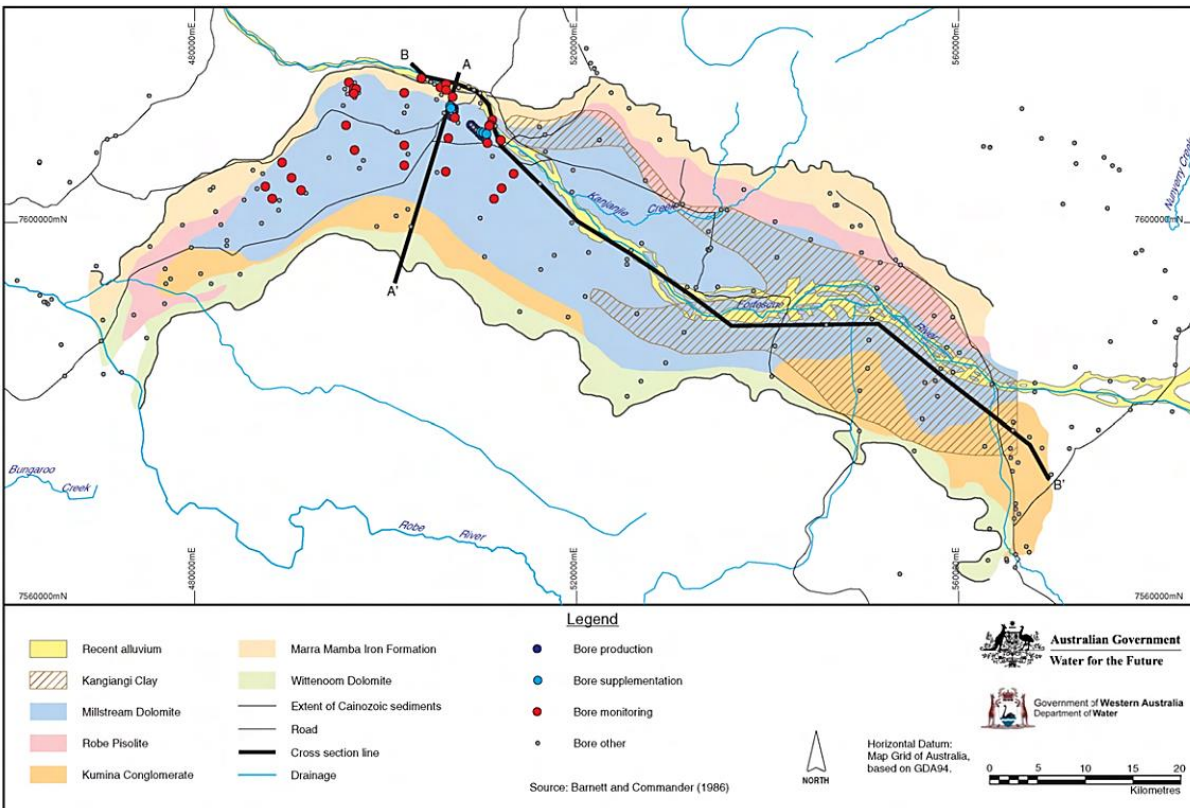 480000mE
520000mE
560000mE
B
A
Nunyerry Creek
Kanjanjie
Creek
7600000mN
7600000mN
A'
Fortescue
River
B'
Bungaroo
Creek
Robe
River
480000mE
520000mE
560000mE
7560000mN
7560000mN
Legend
Recent alluvium
Kangiangi Clay
Millstream Dolomite
Robe Pisolite
Kumina Conglomerate
Marra Mamba Iron Formation
Wittenoom Dolomite
Extent of Cainozoic sediments
Road
Cross section line
Drainage
Bore production
Bore supplementation
Bore monitoring
Bore other
Source: Barnett and Commander (1986)
NORTH
Australian Government
Water for the Future
Government of Western Australia
Department of Water
Horizontal Datum:
Map Grid of Australia,
based on GDA94.
0 5 10 15 20
Kilometres